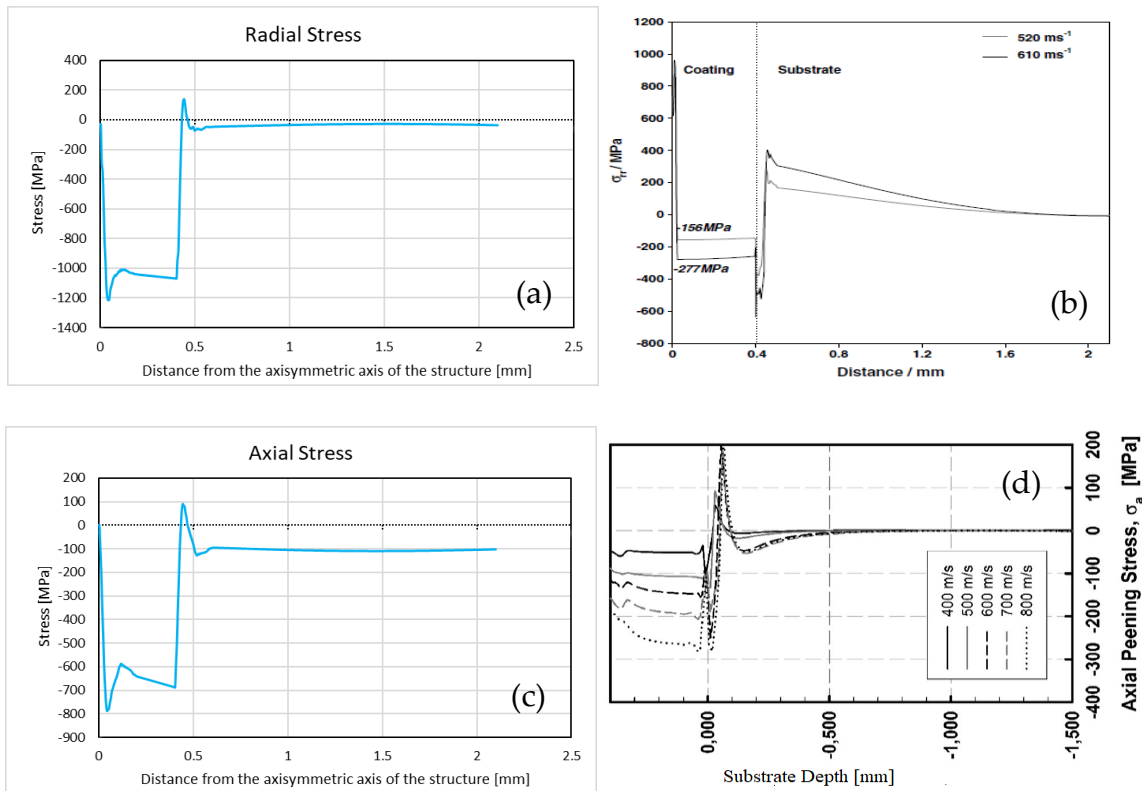 Radial Stress
400
200
0
-200
-400
-600
-800
-1000
-1200
-1400
Stress [MPa]
0 0.5 1 1.5 2 2.5
Distance from the axisymmetric axis of the structure [mm]
(a)
1200
1000
800
600
400
200
0
-200
-400
-600
-800
σrr/ MPa
520 ms-1
610 ms-1
Coating Substrate
-156MPa
-277MPa
0 0.4 0.8 1.2 1.6 2
Distance / mm
(b)
Axial Stress
200
100
0
-100
-200
-300
-400
-500
-600
-700
-800
-900
Stress [MPa]
0 0.5 1 1.5 2 2.5
Distance from the axisymmetric axis of the structure [mm]
(c)
(d)
200
100
0
-100
-200
-300
-400
Axial Peening Stress, σa [MPa]
400 m/s
500 m/s
600 m/s
700 m/s
800 m/s
0,000 -0,500 -1,000 -1,500
Substrate Depth [mm]